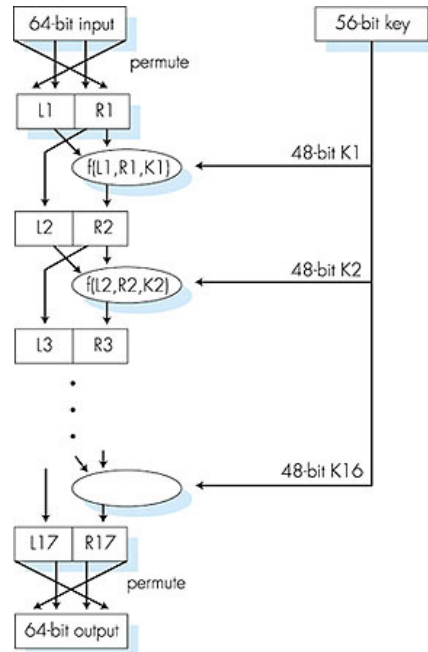 64-bit input
56-bit key
permute
L1 R1
48-bit K1
f(L1,R1,K1)
L2 R2
48-bit K2
f(L2,R2,K2)
L3 R3
48-bit K16
L17 R17
permute
64-bit output